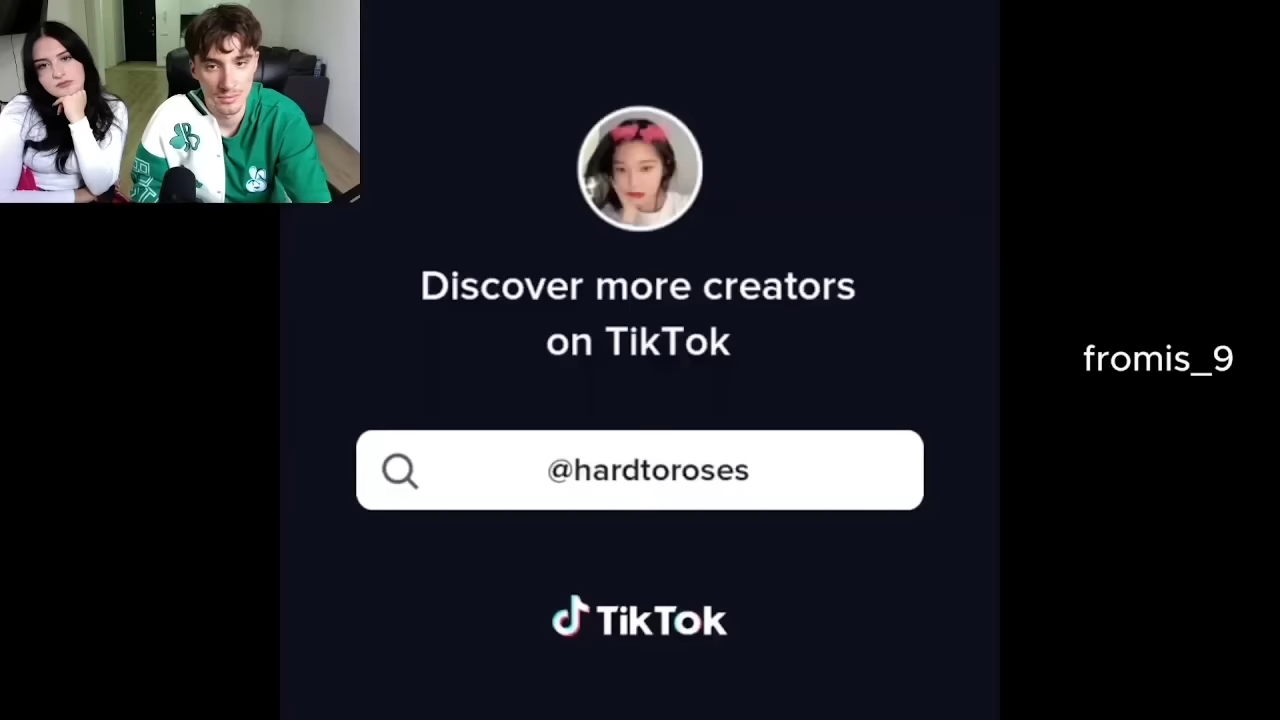 Discover more creators
on TikTok
@hardtoroses
TikTok
fromis_9